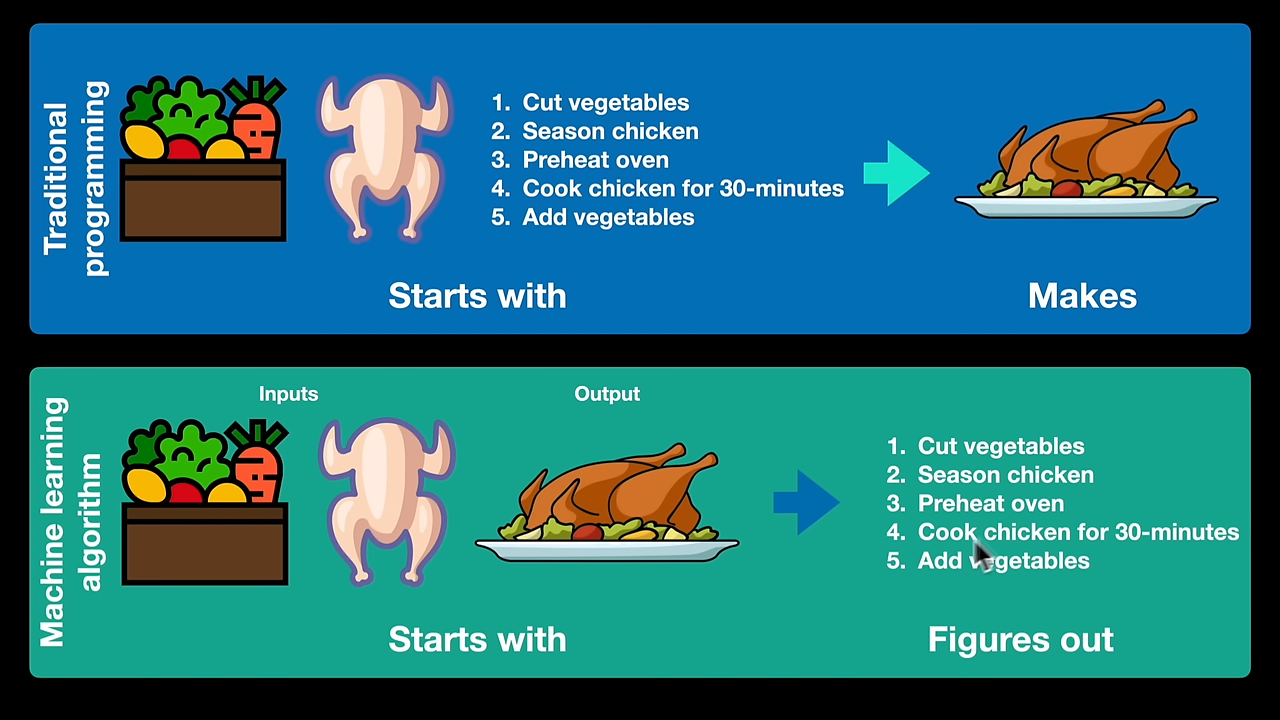 Traditional
programming
1. Cut vegetables
2. Season chicken
3. Preheat oven
4. Cook chicken for 30-minutes
5. Add vegetables
Starts with
Makes
Machine learning
algorithm
Inputs
Output
1. Cut vegetables
2. Season chicken
3. Preheat oven
4. Cook chicken for 30-minutes
5. Add vegetables
Starts with
Figures out